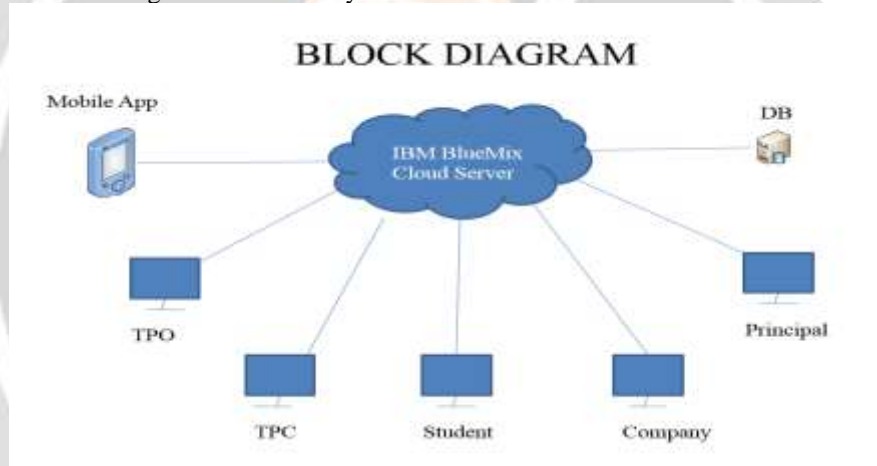 BLOCK DIAGRAM
Mobile App
DB
IBM BlueMix
Cloud Server
TPO
Principal
TPC
Student
Company